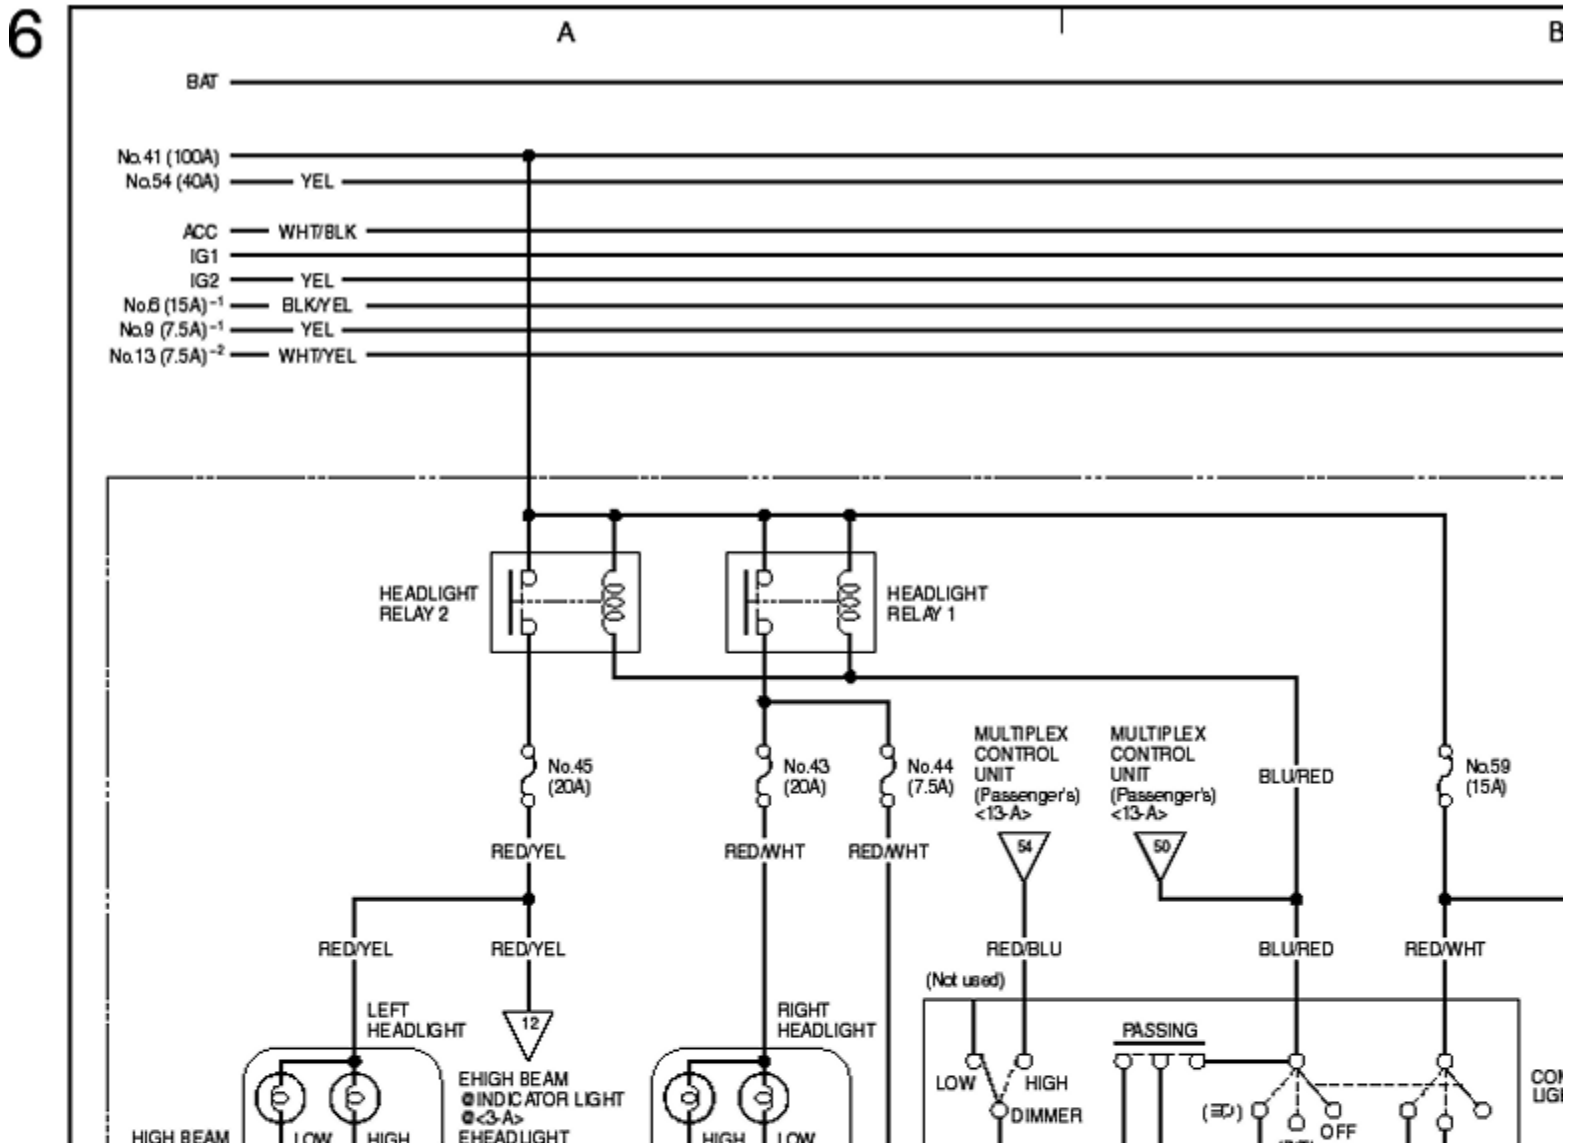 6
A
B
BAT
No.41 (100A)
No.54 (40A) YEL
ACC WHT/BLK
IG1
IG2 YEL
No.6 (15A)–1 BLK/YEL
No.9 (7.5A)–1 YEL
No.13 (7.5A)–2 WHT/YEL
HEADLIGHT
RELAY 2
HEADLIGHT
RELAY 1
No.45
(20A)
No.43
(20A)
No.44
(7.5A)
MULTIPLEX
CONTROL
UNIT
(Passenger's)
<13-A>
MULTIPLEX
CONTROL
UNIT
(Passenger's)
<13-A>
BLU/RED
No.59
(15A)
54
50
RED/YEL
RED/WHT
RED/WHT
RED/YEL
RED/YEL
RED/BLU
BLU/RED
RED/WHT
(Not used)
LEFT
HEADLIGHT
12
RIGHT
HEADLIGHT
PASSING
LOW
HIGH
DIMMER
OFF
EHIGH BEAM
@INDICATOR LIGHT
@<3-A>
EHEADLIGHT
HIGH BEAM
LOW
HIGH
HIGH
LOW